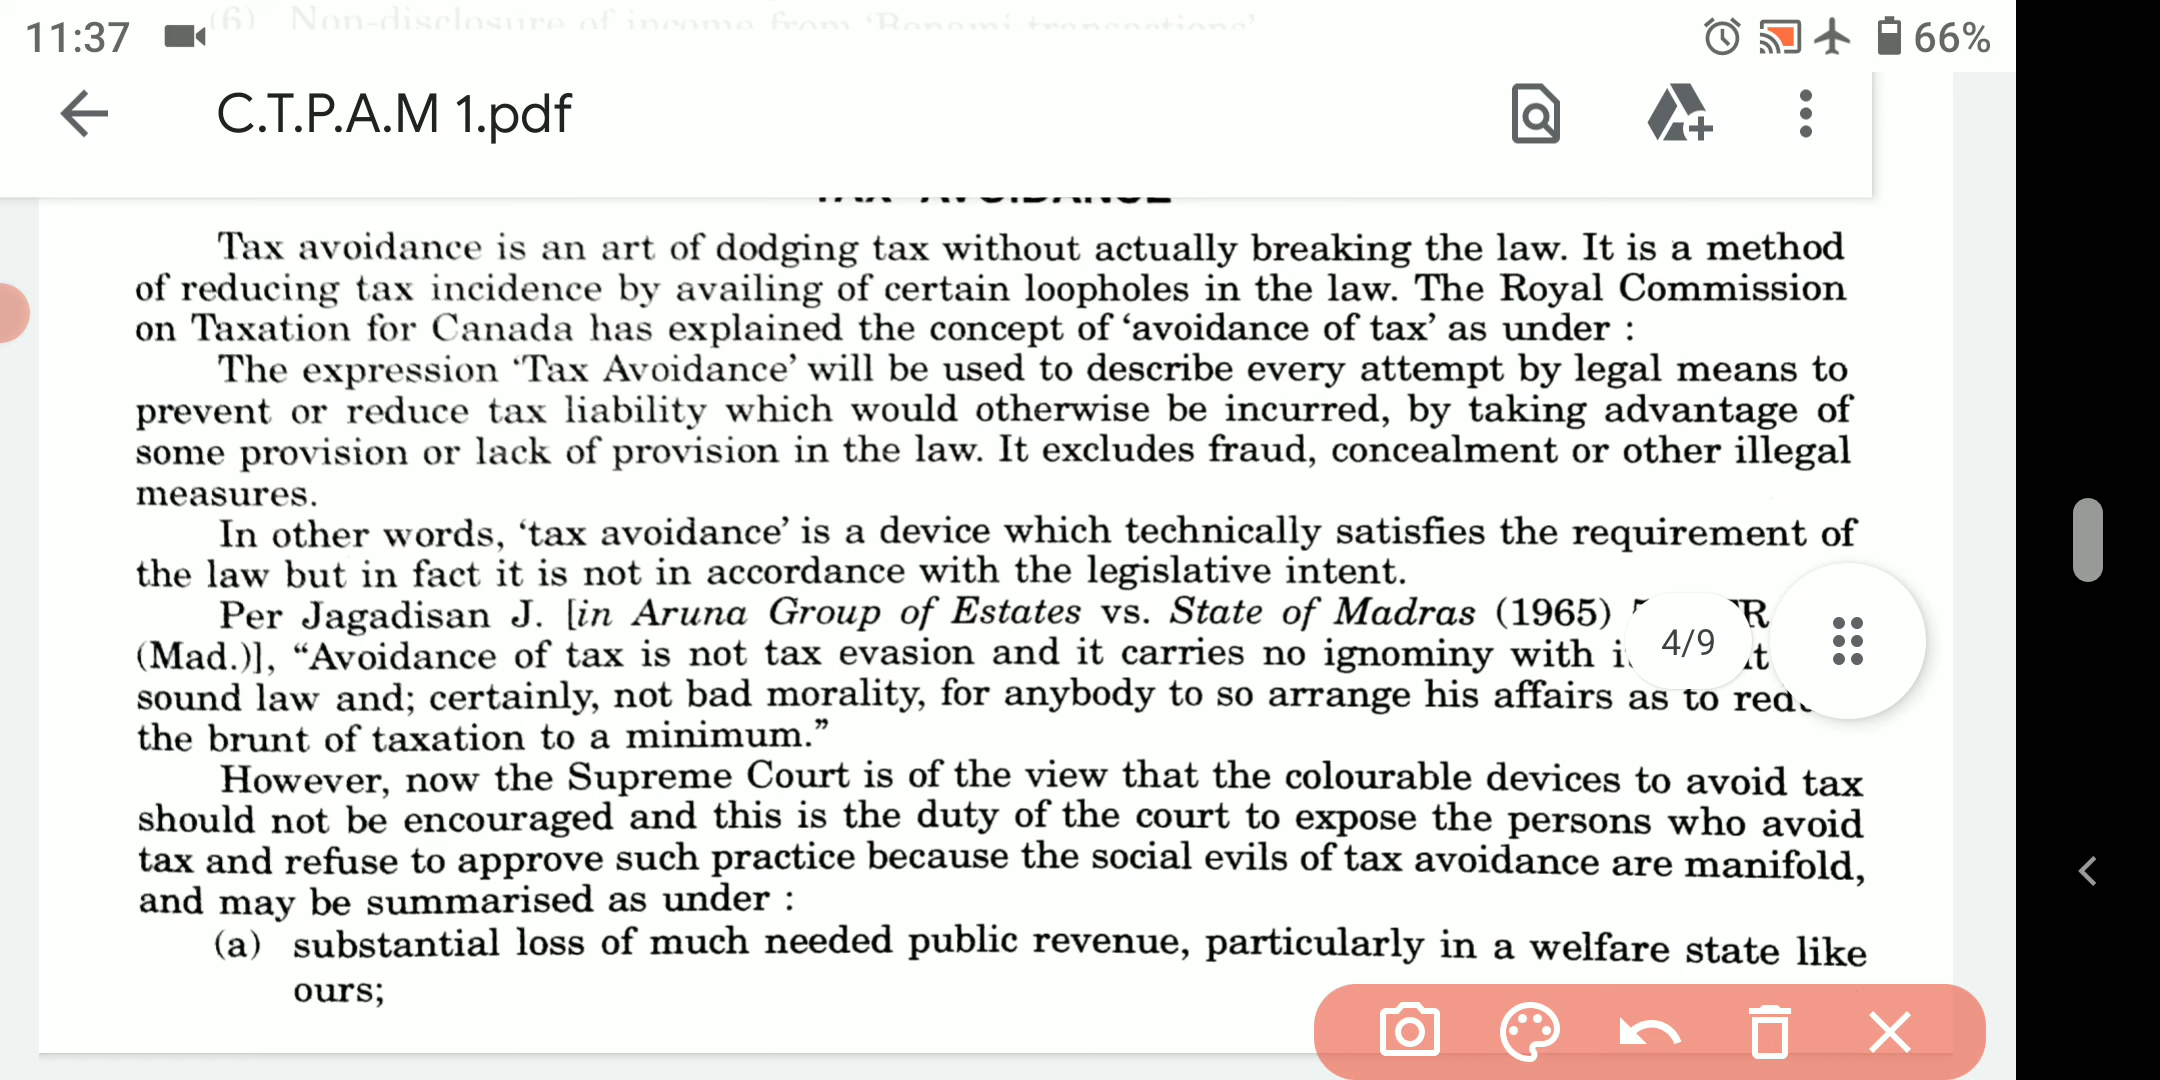 (6) Non-disclosure of income from ‘Benami transactions’
11:37
66%
C.T.P.A.M 1.pdf
TAX AVOIDANCE
Tax avoidance is an art of dodging tax without actually breaking the law. It is a method
of reducing tax incidence by availing of certain loopholes in the law. The Royal Commission
on Taxation for Canada has explained the concept of ‘avoidance of tax’ as under :
The expression ‘Tax Avoidance’ will be used to describe every attempt by legal means to
prevent or reduce tax liability which would otherwise be incurred, by taking advantage of
some provision or lack of provision in the law. It excludes fraud, concealment or other illegal
measures.
In other words, ‘tax avoidance’ is a device which technically satisfies the requirement of
the law but in fact it is not in accordance with the legislative intent.
Per Jagadisan J. [in Aruna Group of Estates vs. State of Madras (1965)
(Mad.)], “Avoidance of tax is not tax evasion and it carries no ignominy with
sound law and; certainly, not bad morality, for anybody to so arrange his affairs as to
the brunt of taxation to a minimum.”
4/9
However, now the Supreme Court is of the view that the colourable devices to avoid tax
should not be encouraged and this is the duty of the court to expose the persons who avoid
tax and refuse to approve such practice because the social evils of tax avoidance are manifold,
and may be summarised as under :
(a) substantial loss of much needed public revenue, particularly in a welfare state like
ours;